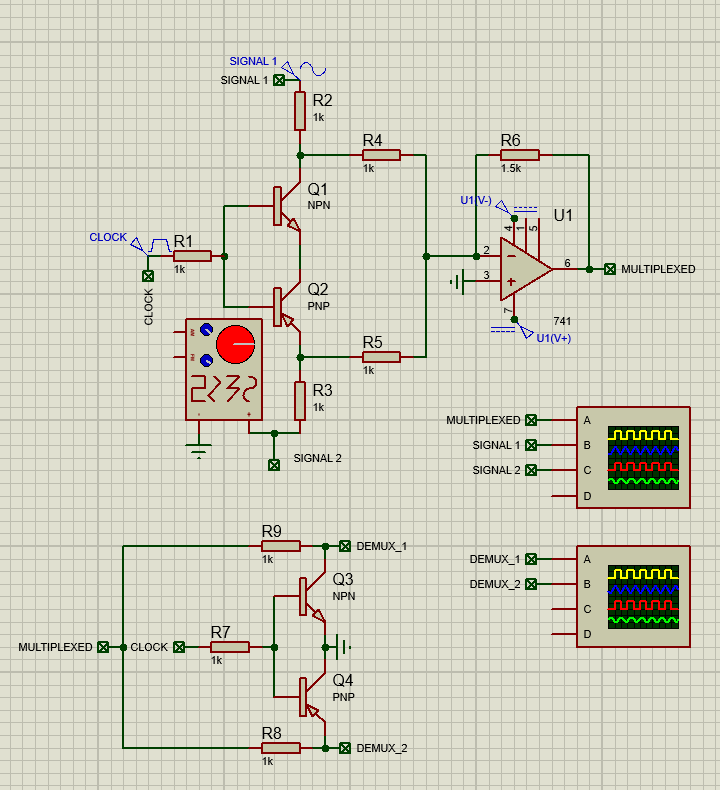 SIGNAL 1
SIGNAL 1
R2
1k
R4
1k
R6
1.5k
Q1
NPN
U1(V-)
U1
4
1
5
CLOCK
R1
1k
2
3
6
MULTIPLEXED
CLOCK
Q2
PNP
7
741
U1(V+)
R5
1k
R3
1k
AM
FM
-
+
SIGNAL 2
MULTIPLEXED
A
SIGNAL 1
B
SIGNAL 2
C
D
R9
1k
DEMUX_1
Q3
NPN
DEMUX_1
A
DEMUX_2
B
C
D
MULTIPLEXED
CLOCK
R7
1k
Q4
PNP
R8
1k
DEMUX_2